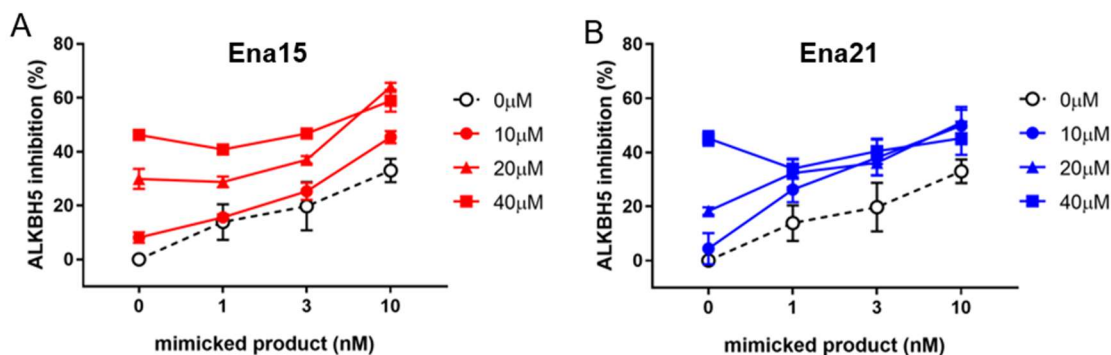 A
Ena15
ALKBH5 inhibition (%)
80
60
40
20
0
0 1 3 10
mimicked product (nM)
0μM
10μM
20μM
40μM
B
Ena21
ALKBH5 inhibition (%)
80
60
40
20
0
0 1 3 10
mimicked product (nM)
0μM
10μM
20μM
40μM